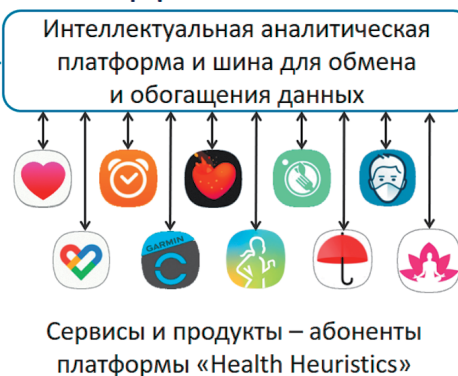 Интеллектуальная аналитическая
платформа и шина для обмена
и обогащения данных
GARMIN
Сервисы и продукты – абоненты
платформы «Health Heuristics»